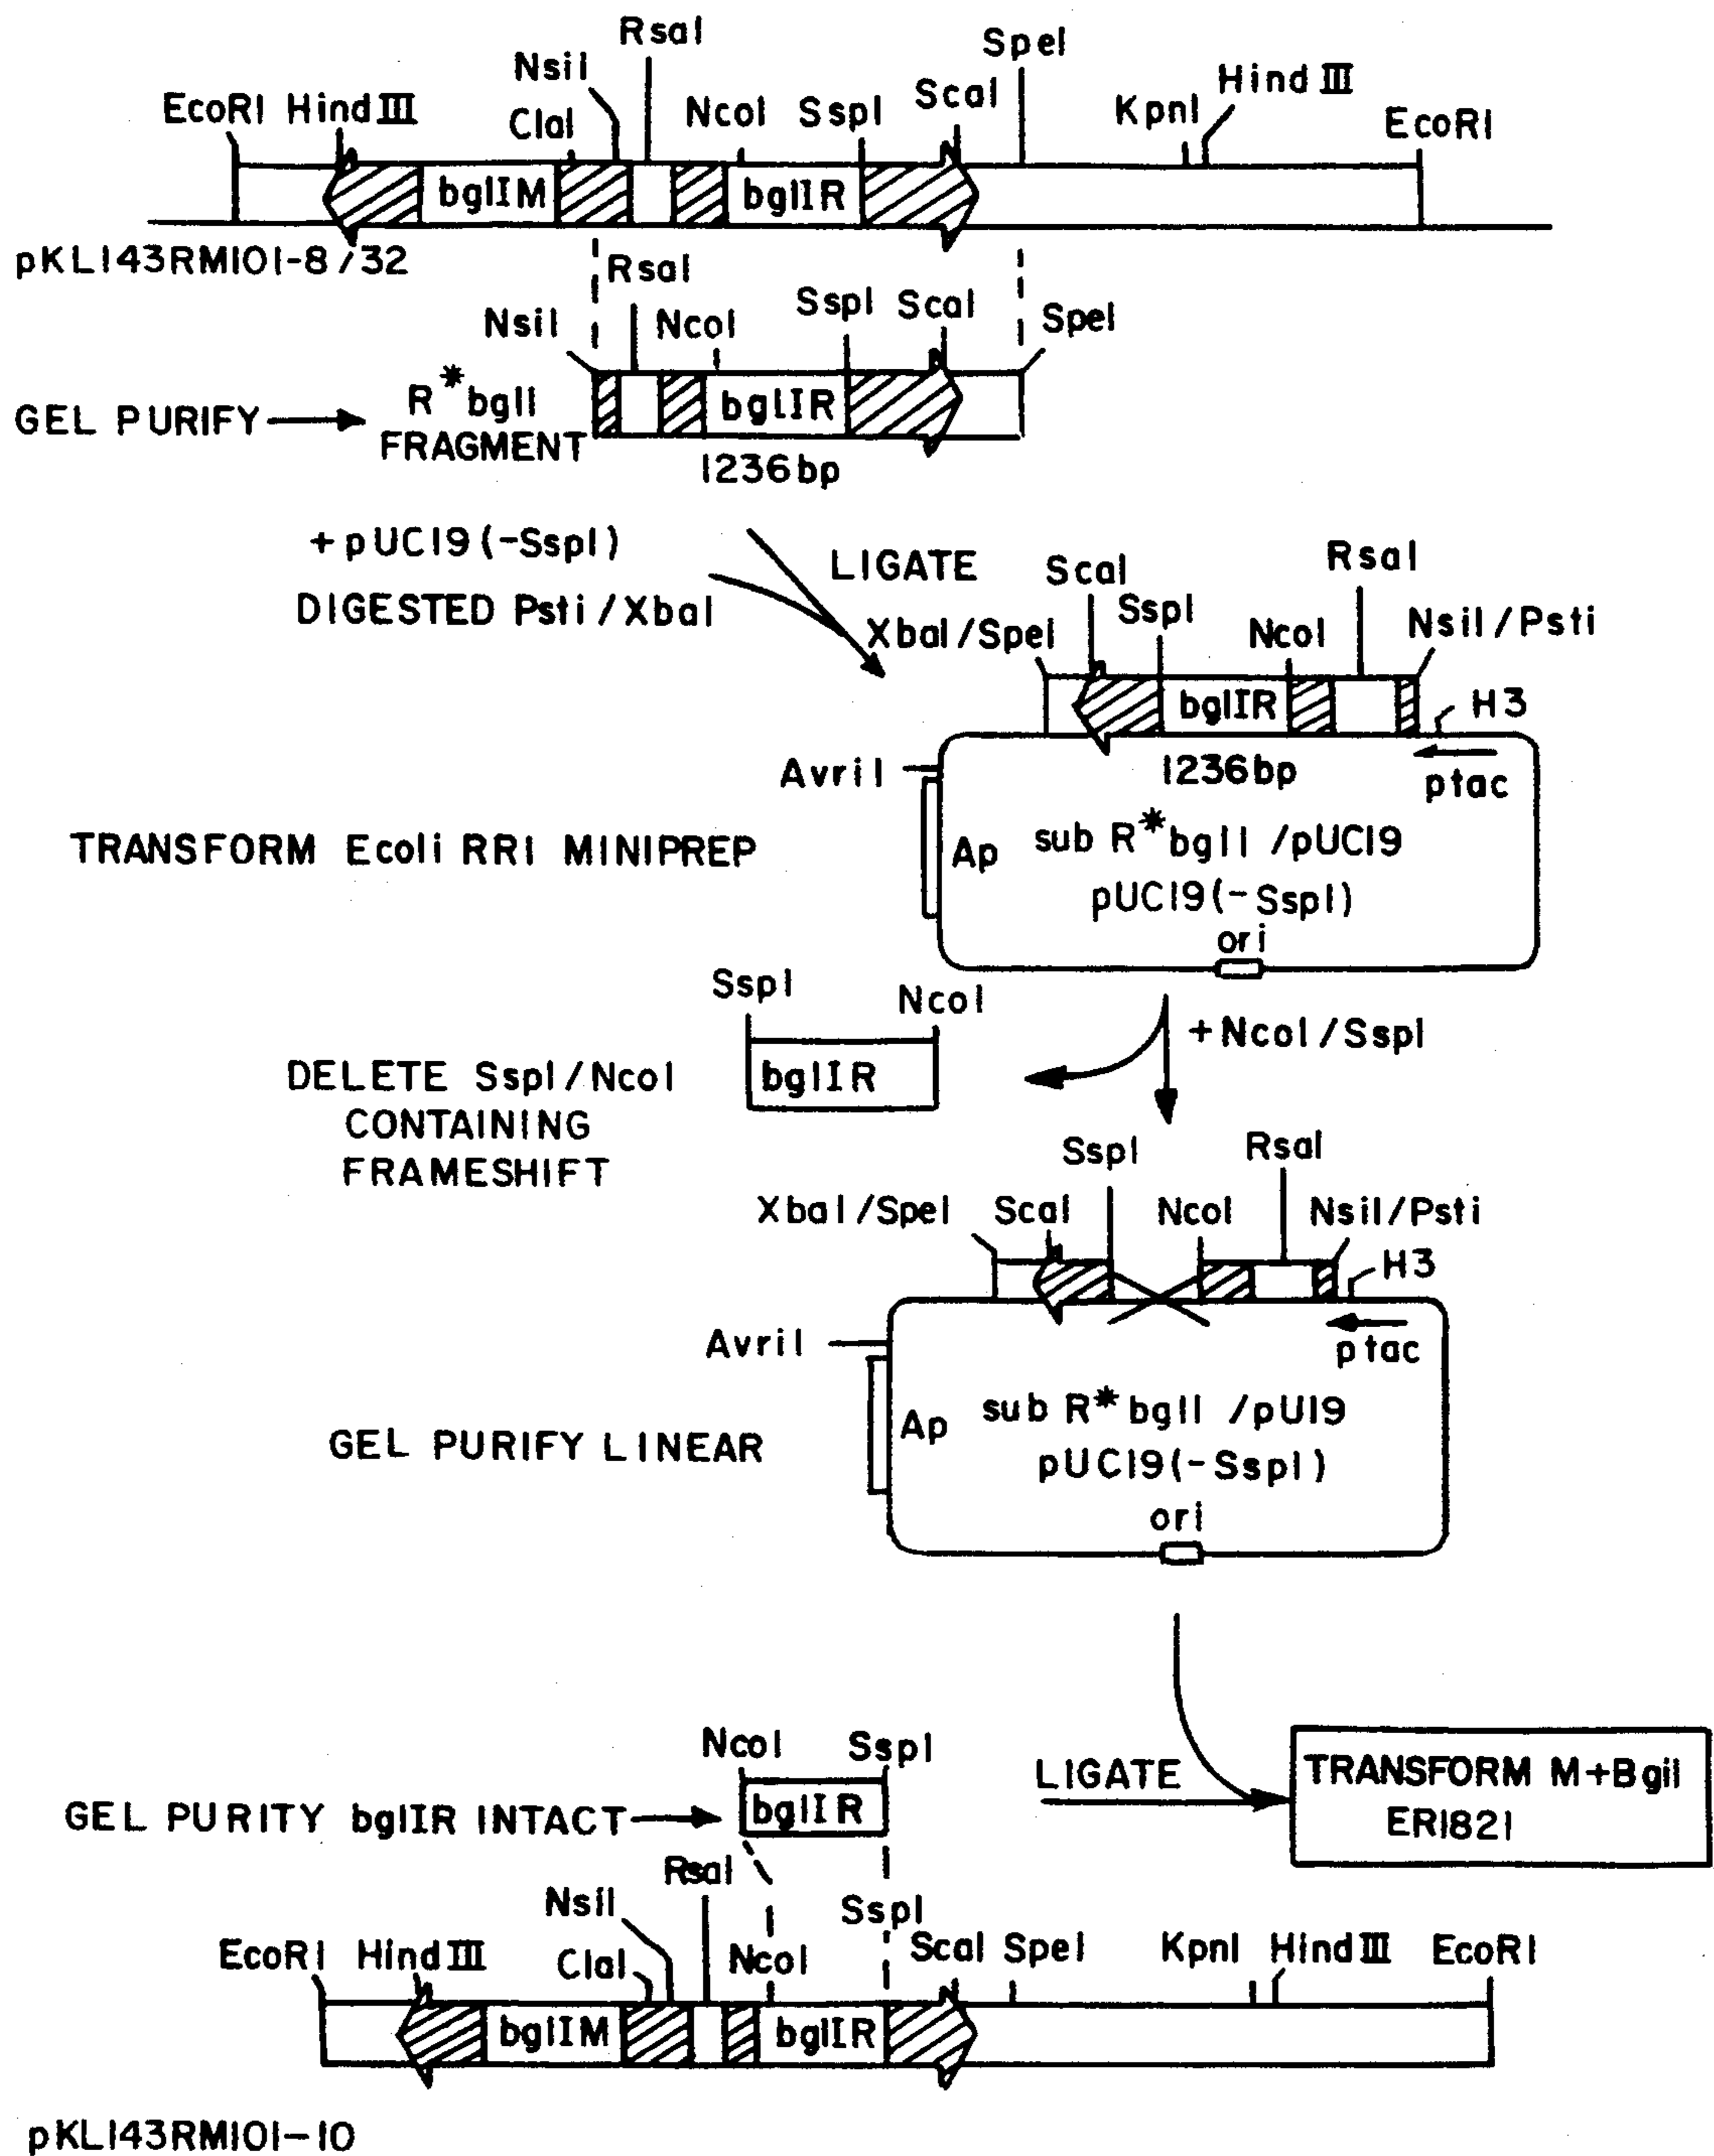 RsaI
SpeI
NsiI
HindIII
ScaI
EcoRI HindIII
NcoI SspI
KpnI
ClaI
EcoRI
bglIM
bglIR
pKL143RM101-8/32
RsaI
SspI ScaI
NsiI
NcoI
SpeI
R*bglI
GEL PURIFY
FRAGMENT
bglIR
1236bp
+pUC19(-SspI)
LIGATE
RsaI
ScaI
DIGESTED Psti/XbaI
SspI
NsiI/Psti
XbaI/SpeI
NcoI
bglIR
H3
AvriI
1236bp
ptac
TRANSFORM Ecoli RRI MINIPREP
Ap
sub R*bglI /pUC19
pUC19(-SspI)
ori
SspI
NcoI
+NcoI/SspI
DELETE SspI/NcoI
bglIR
CONTAINING
FRAMESHIFT
SspI
RsaI
XbaI/SpeI
ScaI
NcoI
NsiI/Psti
H3
AvriI
ptac
Ap
sub R*bglI /pU19
GEL PURIFY LINEAR
pUC19(-SspI)
ori
NcoI
SspI
LIGATE
TRANSFORM M+BgiI
ER1821
GEL PURITY bglIR INTACT
bglIR
RsaI
NsiI
SspI
EcoRI HindIII
ClaI
NcoI
ScaI SpeI
KpnI HindIII
EcoRI
bglIM
bglIR
pKL143RM101-10